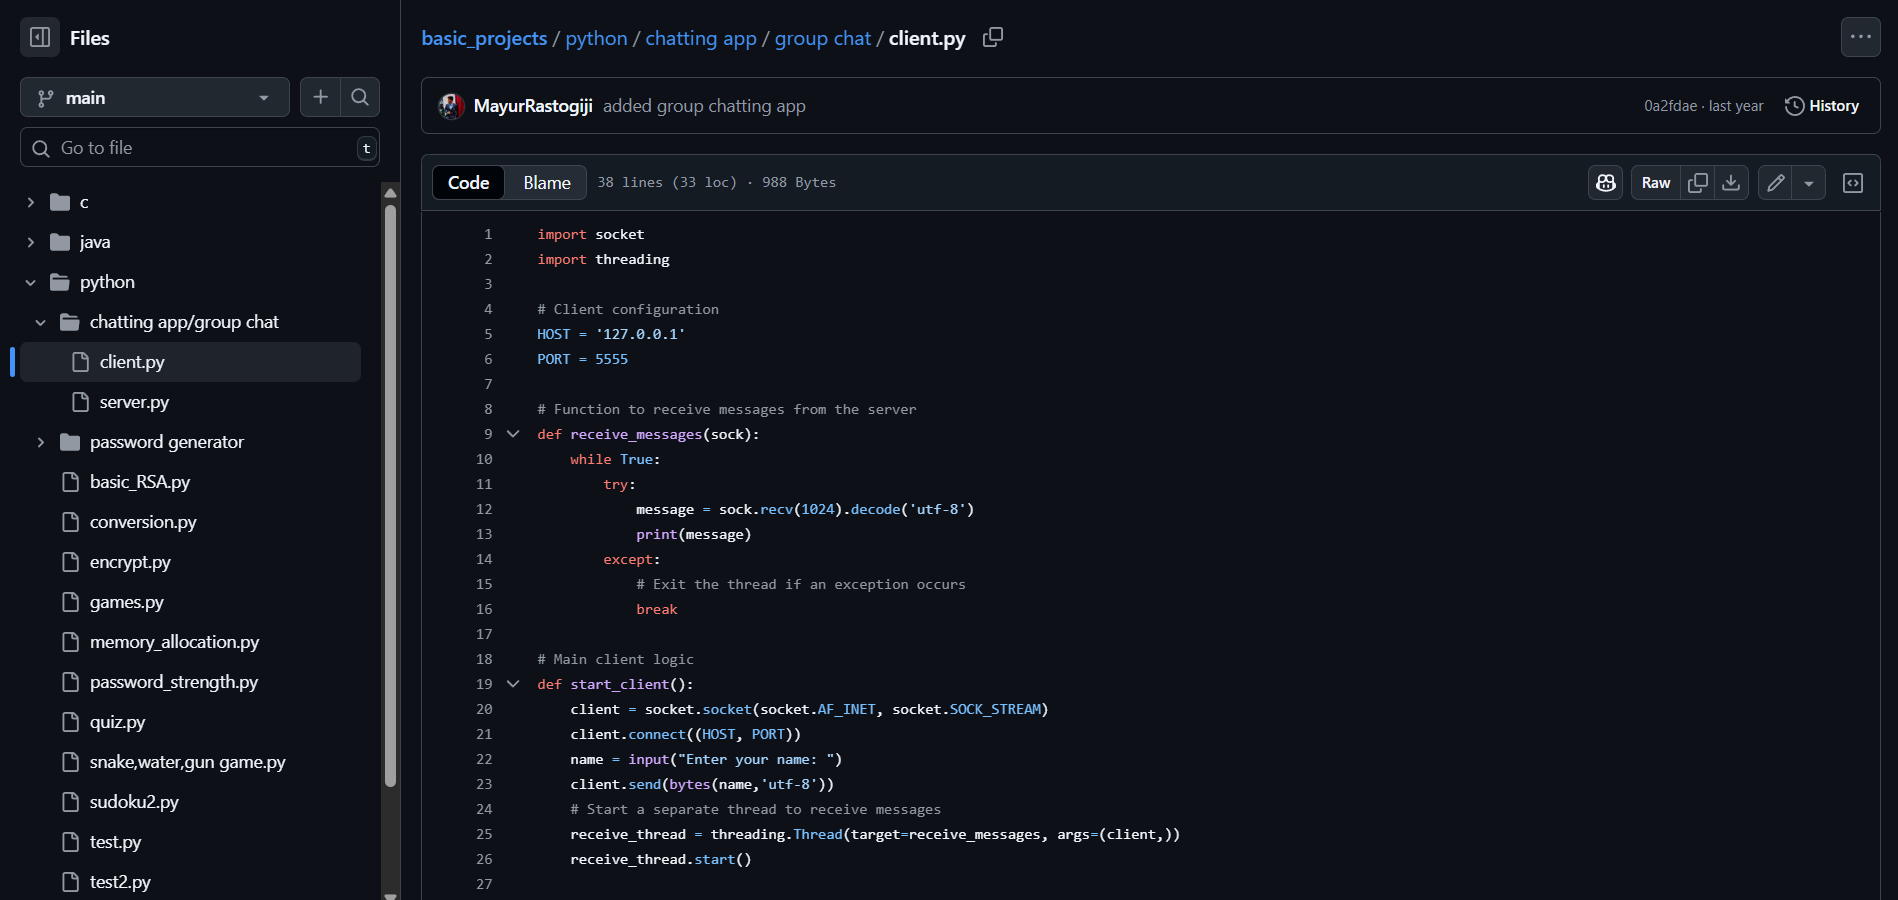 Files
main
Go to file
t
c
java
python
chatting app/group chat
client.py
server.py
password generator
basic_RSA.py
conversion.py
encrypt.py
games.py
memory_allocation.py
password_strength.py
quiz.py
snake,water,gun game.py
sudoku2.py
test.py
test2.py
basic_projects / python / chatting app / group chat / client.py
MayurRastogiji added group chatting app
0a2fdae · last year
History
Code Blame 38 lines (33 loc) · 988 Bytes
Raw
1 import socket
2 import threading
3
4 # Client configuration
5 HOST = '127.0.0.1'
6 PORT = 5555
7
8 # Function to receive messages from the server
9 def receive_messages(sock):
10     while True:
11         try:
12             message = sock.recv(1024).decode('utf-8')
13             print(message)
14         except:
15             # Exit the thread if an exception occurs
16             break
17
18 # Main client logic
19 def start_client():
20     client = socket.socket(socket.AF_INET, socket.SOCK_STREAM)
21     client.connect((HOST, PORT))
22     name = input("Enter your name: ")
23     client.send(bytes(name,'utf-8'))
24     # Start a separate thread to receive messages
25     receive_thread = threading.Thread(target=receive_messages, args=(client,))
26     receive_thread.start()
27